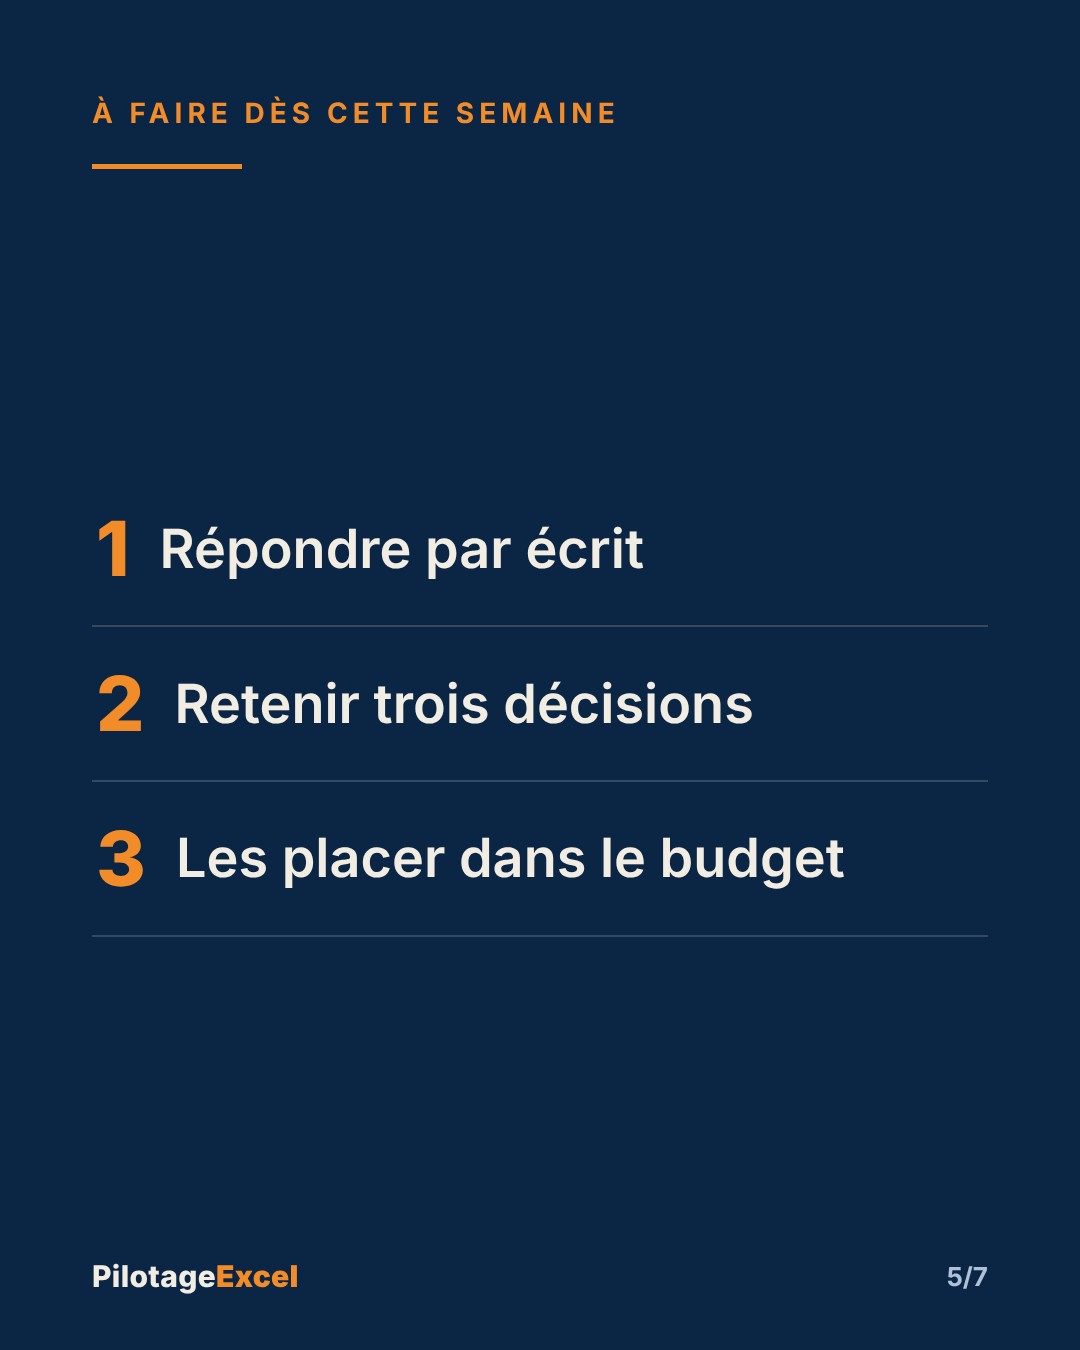 À FAIRE DÈS CETTE SEMAINE
1 Répondre par écrit
2 Retenir trois décisions
3 Les placer dans le budget
PilotageExcel
5/7